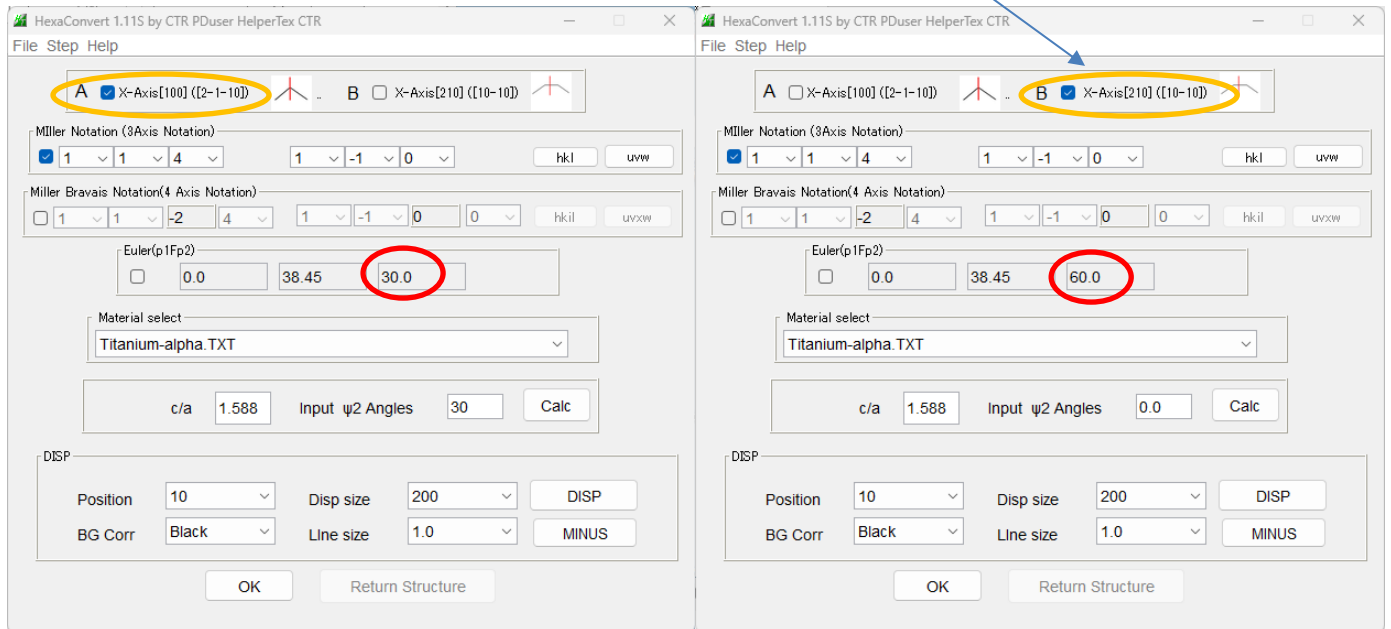 HexaConvert 1.11S by CTR PDuser HelperTex CTR
File Step Help
A X-Axis[100] ([2-1-10]) .. B X-Axis[210] ([10-10])
MIller Notation (3Axis Notation)
1 1 4 1 -1 0 hkl uvw
Miller Bravais Notation(4 Axis Notation)
1 1 -2 4 1 -1 0 0 hkil uvxw
Euler(p1Fp2)
0.0 38.45 30.0
Material select
Titanium-alpha.TXT
c/a 1.588 Input ψ2 Angles 30 Calc
DISP
Position 10 Disp size 200 DISP
BG Corr Black LIne size 1.0 MINUS
OK Return Structure
HexaConvert 1.11S by CTR PDuser HelperTex CTR
File Step Help
A X-Axis[100] ([2-1-10]) .. B X-Axis[210] ([10-10])
MIller Notation (3Axis Notation)
1 1 4 1 -1 0 hkl uvw
Miller Bravais Notation(4 Axis Notation)
1 1 -2 4 1 -1 0 0 hkil uvxw
Euler(p1Fp2)
0.0 38.45 60.0
Material select
Titanium-alpha.TXT
c/a 1.588 Input ψ2 Angles 0.0 Calc
DISP
Position 10 Disp size 200 DISP
BG Corr Black LIne size 1.0 MINUS
OK Return Structure